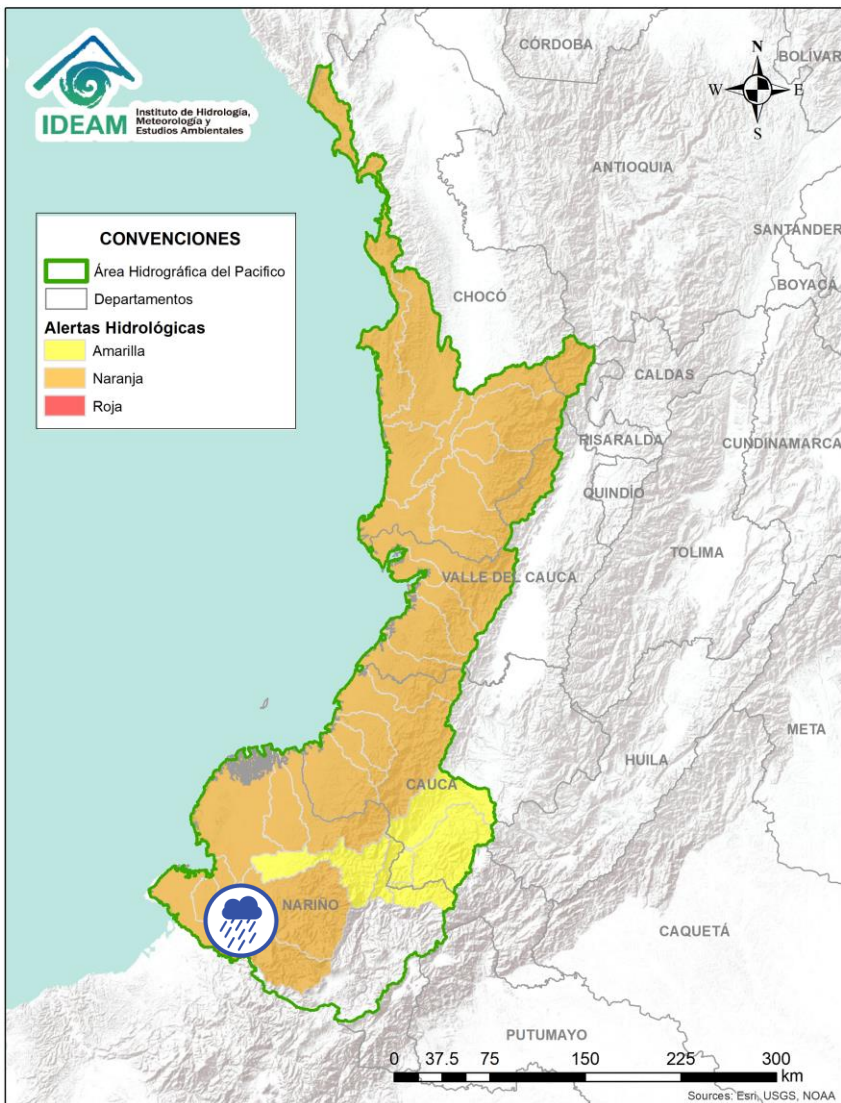 IDEAM
Instituto de Hidrología,
Meteorología y
Estudios Ambientales
CÓRDOBA
BOLÍVAR
N
W
E
S
ANTIOQUIA
SANTANDER
BOYACÁ
CONVENCIONES
Área Hidrográfica del Pacifico
Departamentos
Alertas Hidrológicas
Amarilla
Naranja
Roja
CHOCÓ
CALDAS
RISARALDA
CUNDINAMARCA
QUINDÍO
TOLIMA
VALLE DEL CAUCA
META
HUILA
CAUCA
NARIÑO
CAQUETÁ
PUTUMAYO
0 37.5 75 150 225 300
km
Sources: Esri, USGS, NOAA